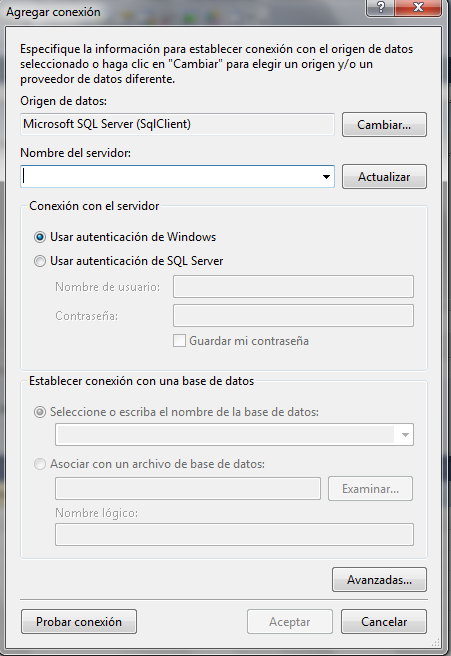 Agregar conexión
Especifique la información para establecer conexión con el origen de datos
seleccionado o haga clic en "Cambiar" para elegir un origen y/o un
proveedor de datos diferente.
Origen de datos:
Microsoft SQL Server (SqlClient)
Cambiar...
Nombre del servidor:
Actualizar
Conexión con el servidor
Usar autenticación de Windows
Usar autenticación de SQL Server
Nombre de usuario:
Contraseña:
Guardar mi contraseña
Establecer conexión con una base de datos
Seleccione o escriba el nombre de la base de datos:
Asociar con un archivo de base de datos:
Examinar...
Nombre lógico:
Avanzadas...
Probar conexión
Aceptar
Cancelar